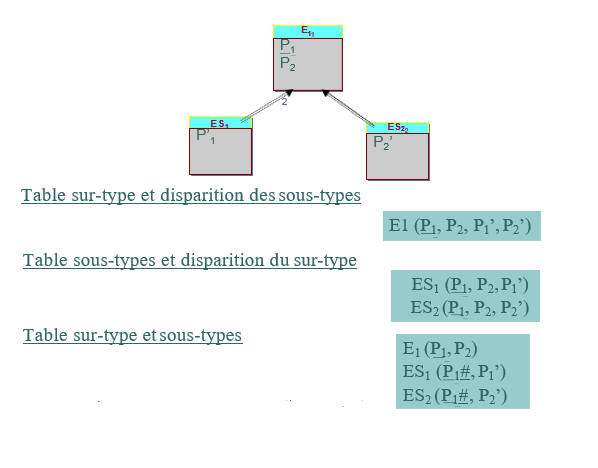 E₁₁
P₁
P₂
2
ES₁
P'₁
ES2₂
P₂'
Table sur-type et disparition des sous-types
E1 (P₁, P₂, P₁’, P₂’)
Table sous-types et disparition du sur-type
ES₁ (P₁, P₂, P₁’)
ES₂ (P₁, P₂, P₂’)
Table sur-type et sous-types
E₁ (P₁, P₂)
ES₁ (P₁#, P₁’)
ES₂ (P₁#, P₂’)